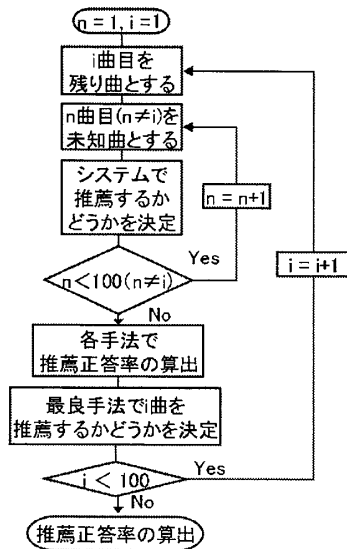 n = 1, i = 1
i曲目を
残り曲とする
n曲目(n≠i)を
未知曲とする
システムで
推薦するか
どうかを決定
n = n+1
i = i+1
n<100(n≠i)
Yes
No
各手法で
推薦正答率の算出
最良手法でi曲を
推薦するかどうかを決定
i < 100
Yes
No
推薦正答率の算出